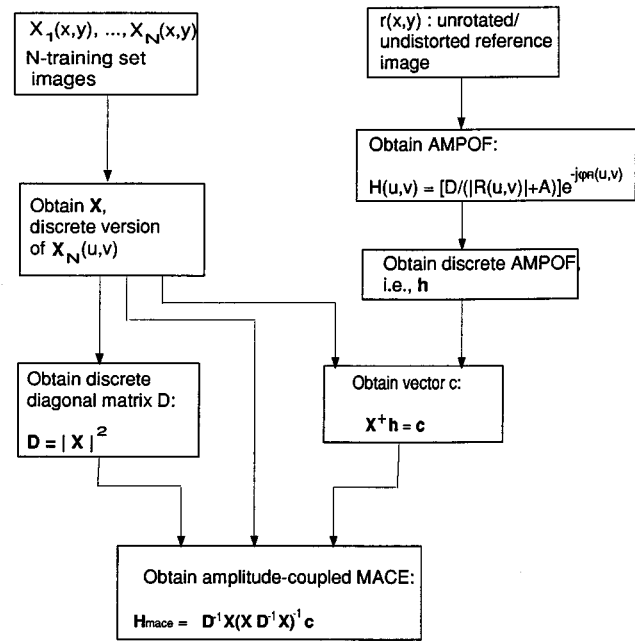 X₁(x,y), ...,X_N(x,y)
N-training set
images
r(x,y) : unrotated/
undistorted reference
image
Obtain AMPOF:
H(u,v) = [D/(|R(u,v)|+A)]e^-jφR(u,v)
Obtain X,
discrete version
of X_N(u,v)
Obtain discrete AMPOF,
i.e., h
Obtain discrete
diagonal matrix D:
D = | X |²
Obtain vector c:
X⁺h = c
Obtain amplitude-coupled MACE:
Hmace = D⁻¹X(X D⁻¹X)⁻¹c